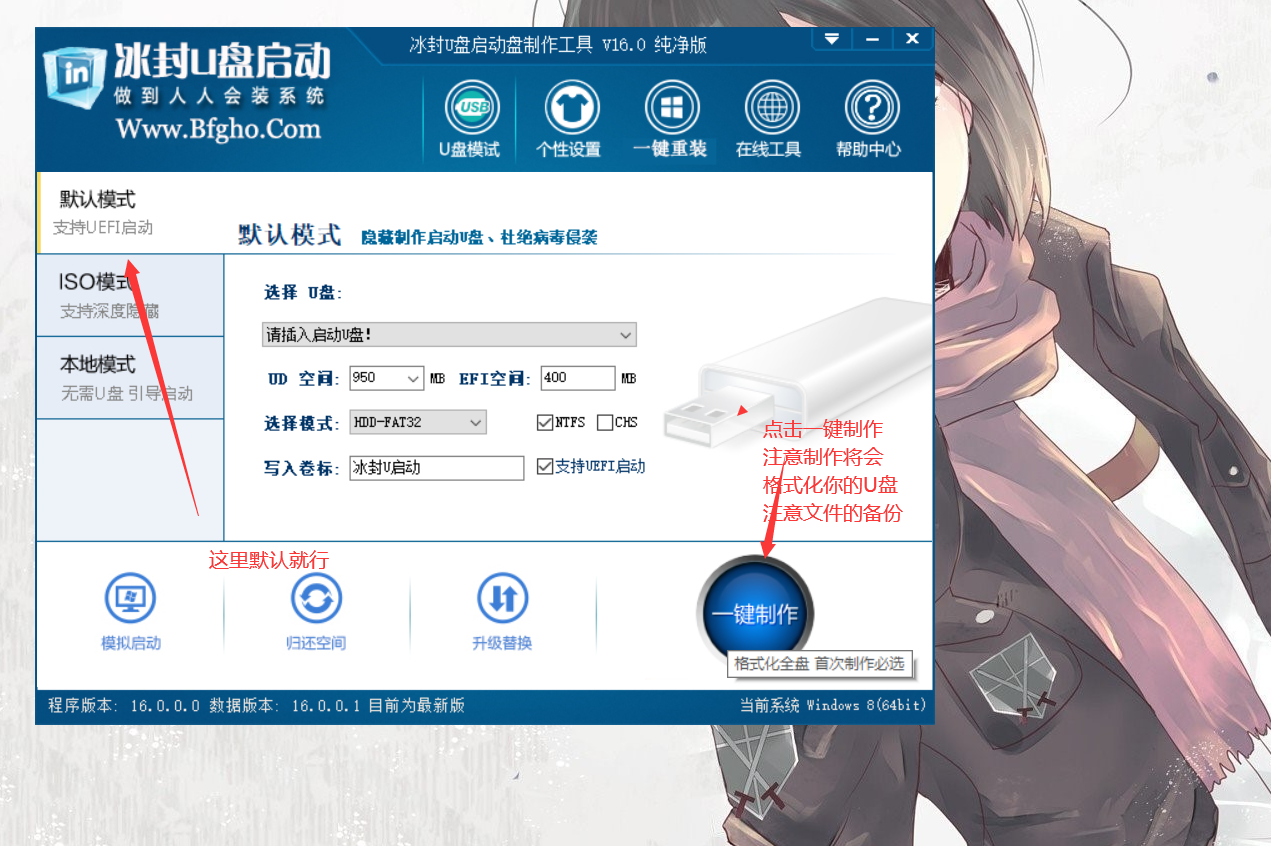 冰封U盘启动盘制作工具 V16.0 纯净版
in
冰封U盘启动
做到人人会装系统
Www.Bfgho.Com
USB
U盘模试
个性设置
一键重装
在线工具
帮助中心
默认模式
支持UEFI启动
ISO模式
支持深度隐藏
本地模式
无需U盘 引导启动
默认模式 隐藏制作启动U盘、杜绝病毒侵袭
选择 U盘:
请插入启动U盘!
UD 空间: 950 MB EFI空间: 400 MB
选择模式: HDD-FAT32 NTFS CHS
写入卷标: 冰封U启动 支持UEFI启动
点击一键制作
注意制作将会
格式化你的U盘
注意文件的备份
这里默认就行
模拟启动
归还空间
升级替换
一键制作
格式化全盘 首次制作必选
程序版本: 16.0.0.0 数据版本: 16.0.0.1 目前为最新版
当前系统 Windows 8(64bit)